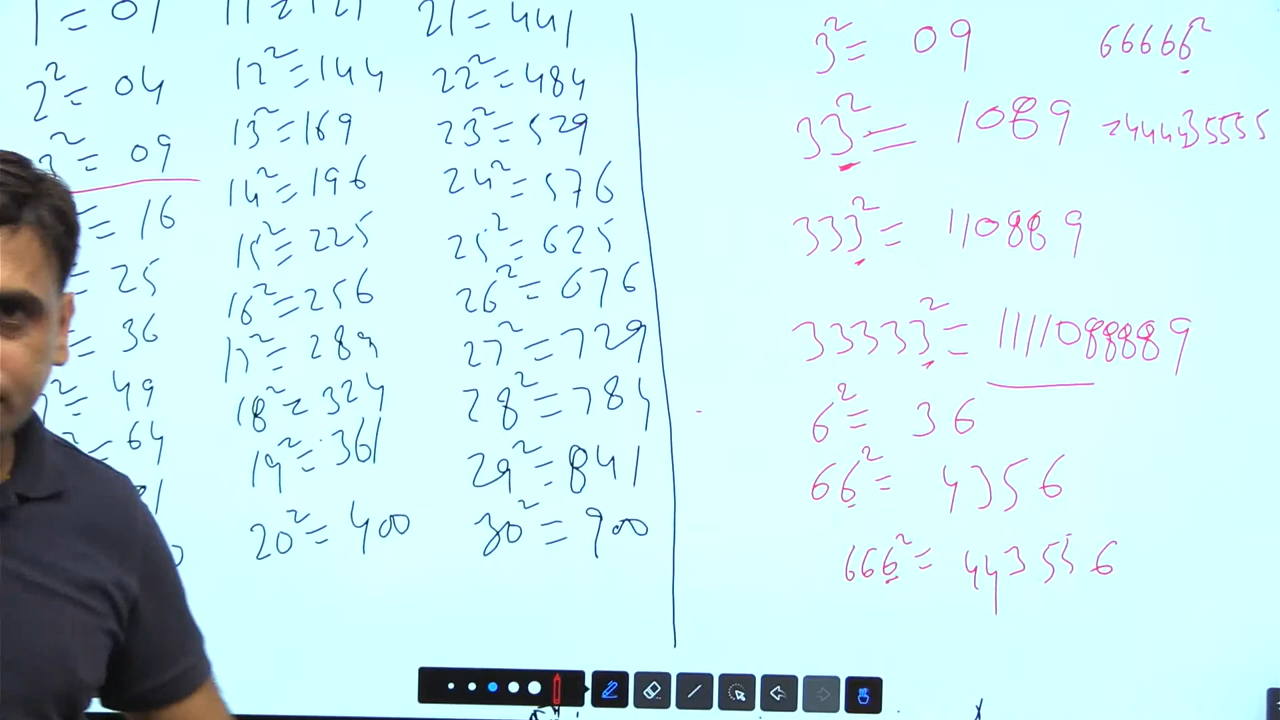 1 = 01
2² = 04
3² = 09
= 16
= 25
= 36
² = 49
² = 64
12² = 144
13² = 169
14² = 196
15² = 225
16² = 256
17² = 289
18² = 324
19² = 361
20² = 400
21 = 441
22² = 484
23² = 529
24² = 576
25² = 625
26² = 676
27² = 729
28² = 784
29² = 841
30² = 900
3² = 09
33² = 1089
333² = 110889
33333² = 1111088889
6² = 36
66² = 4356
666² = 443556
66666²
=444435555